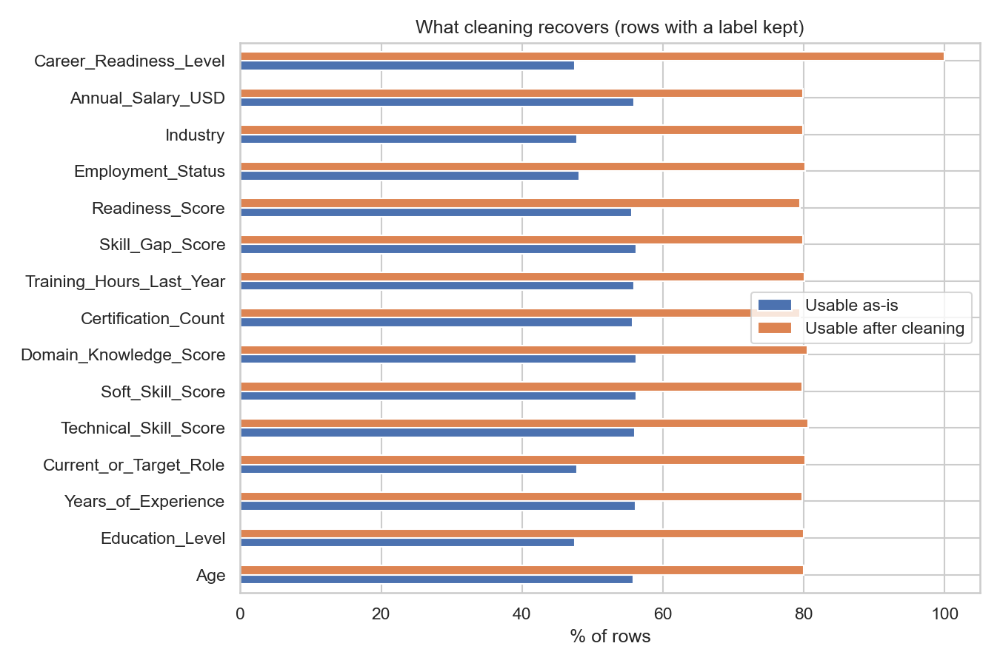 What cleaning recovers (rows with a label kept)
Career_Readiness_Level
Annual_Salary_USD
Industry
Employment_Status
Readiness_Score
Skill_Gap_Score
Training_Hours_Last_Year
Certification_Count
Domain_Knowledge_Score
Soft_Skill_Score
Technical_Skill_Score
Current_or_Target_Role
Years_of_Experience
Education_Level
Age
Usable as-is
Usable after cleaning
0 20 40 60 80 100
% of rows